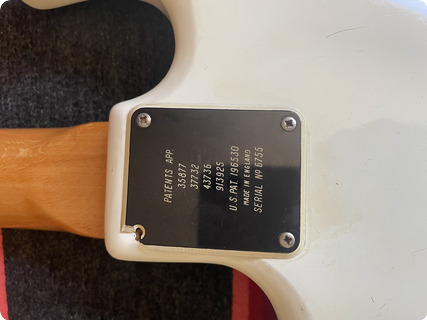 PATENTS APP.
35877
37732
43736
913925
U.S. PAT. 196530
MADE IN ENGLAND
SERIAL Nº 6755